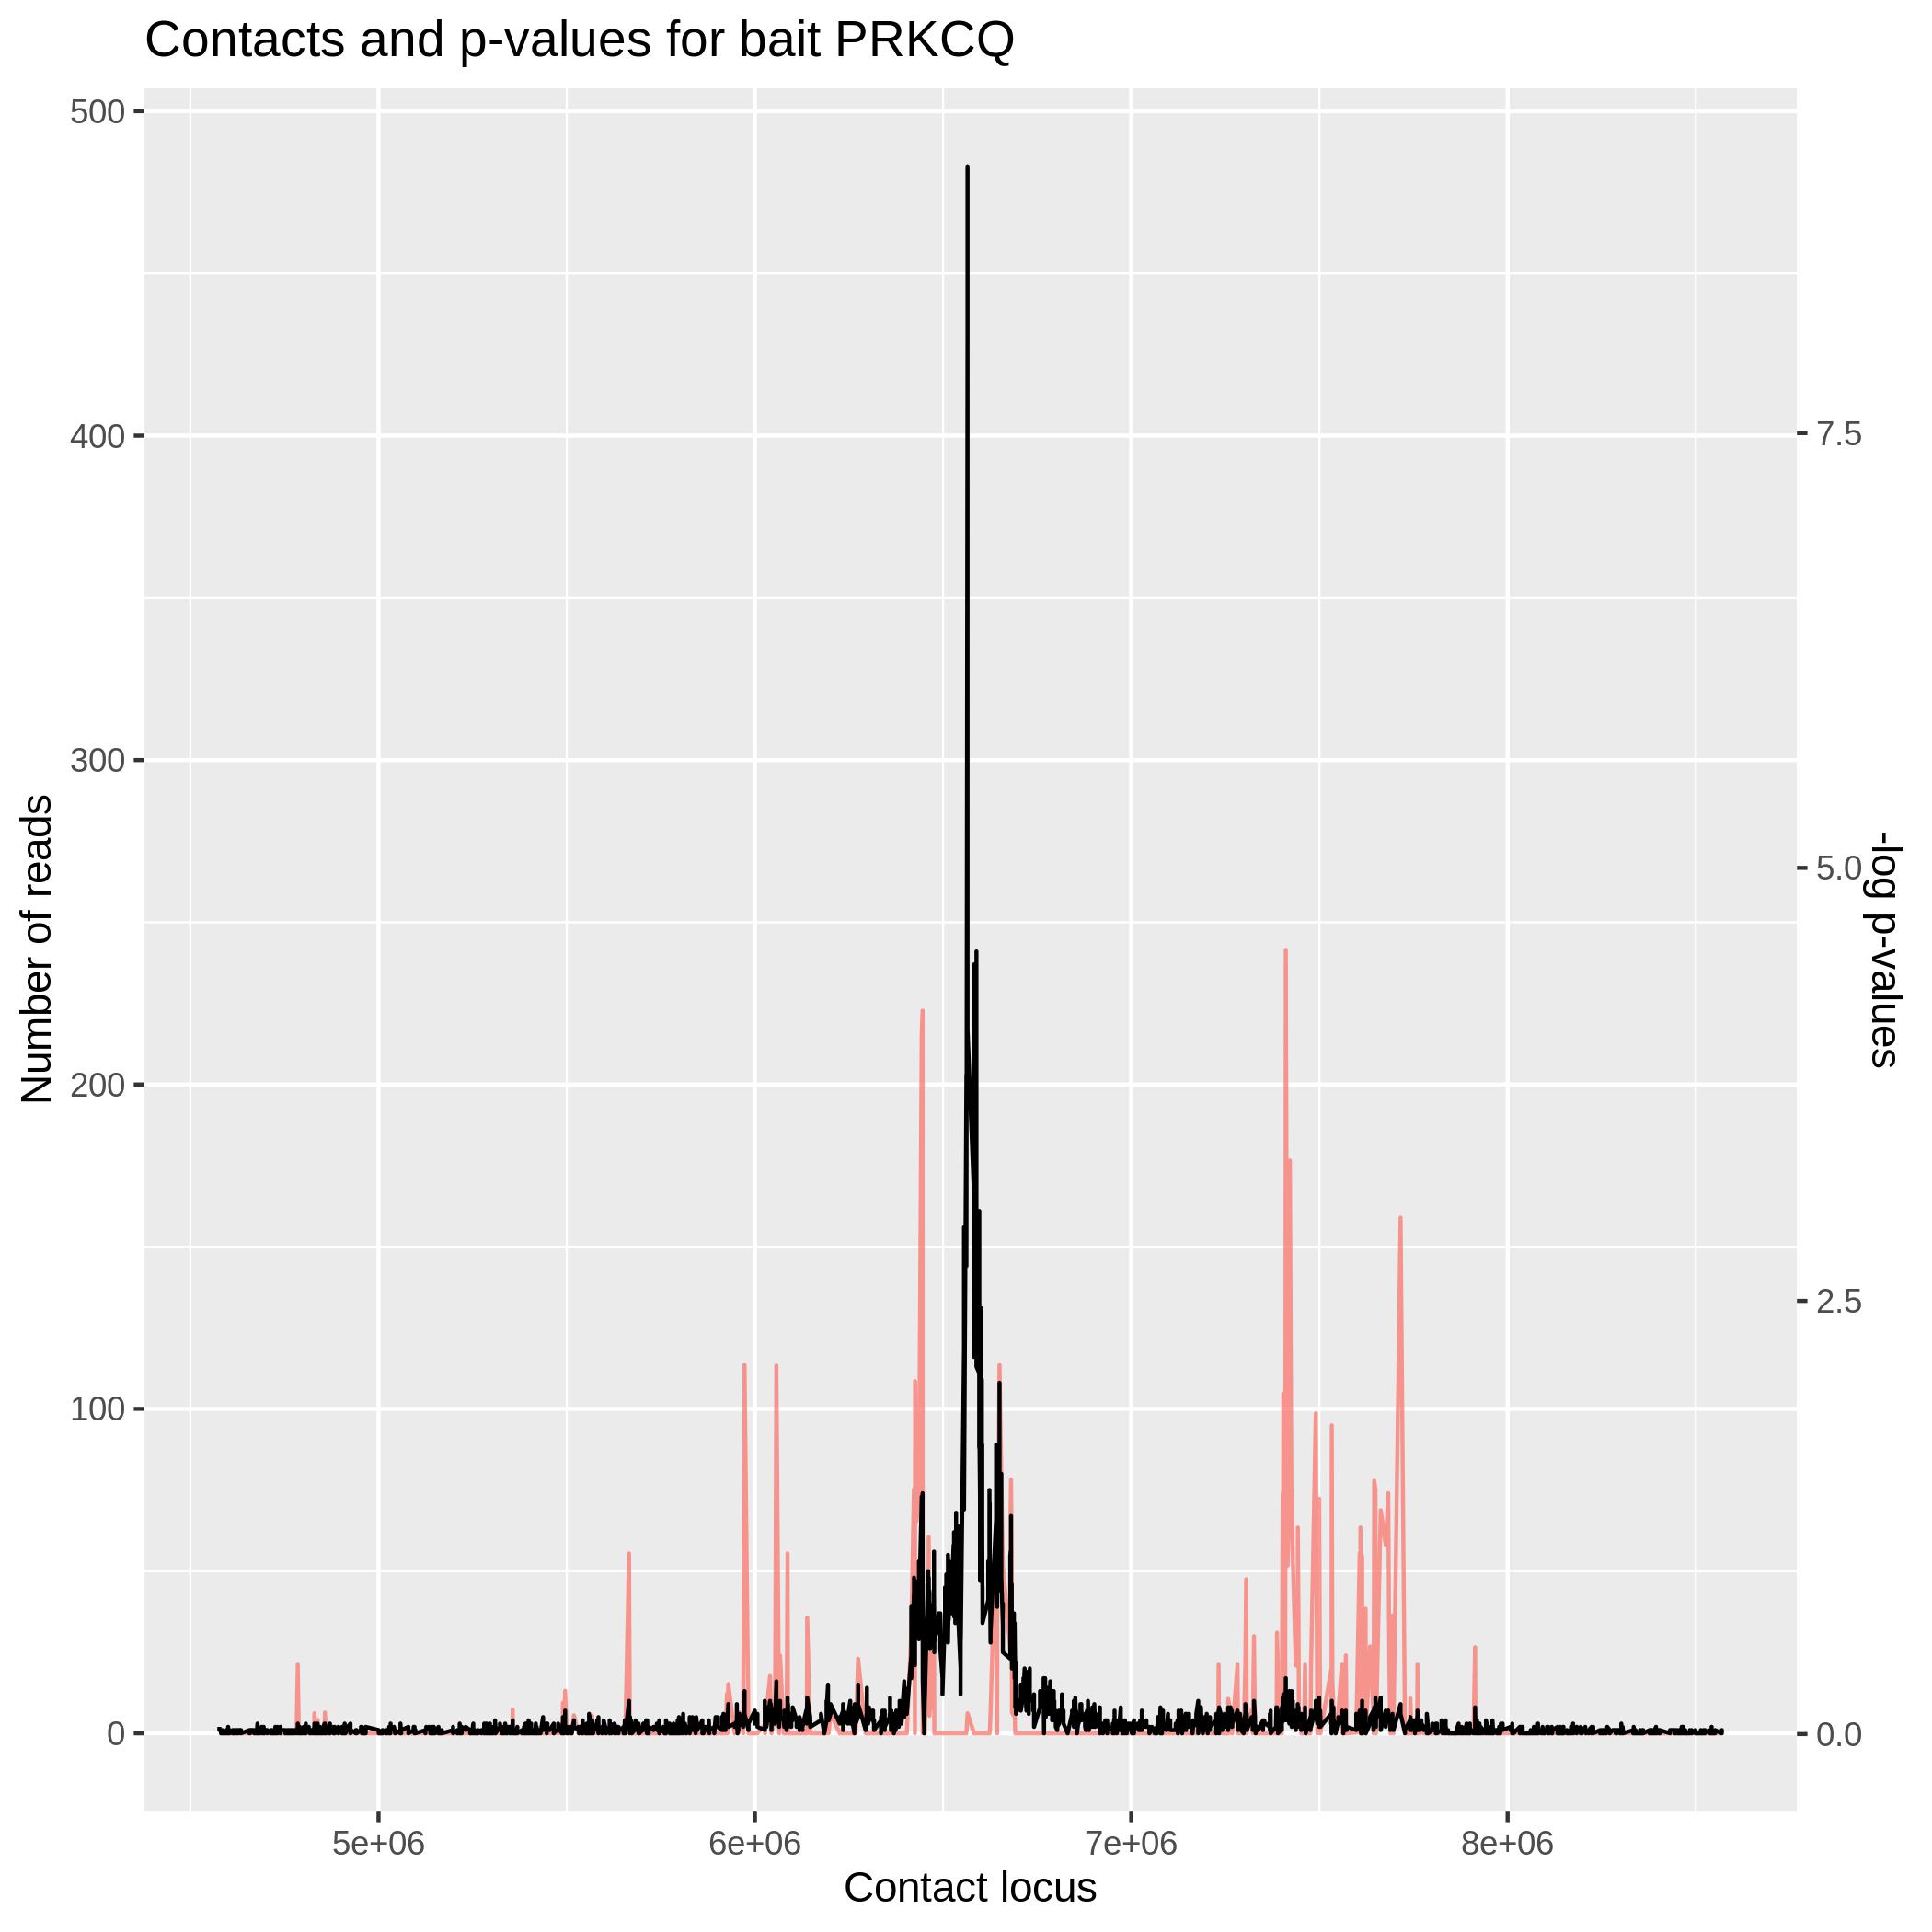 Contacts and p-values for bait PRKCQ
500
400
300
200
100
0
Number of reads
7.5
5.0
2.5
0.0
-log p-values
5e+06
6e+06
7e+06
8e+06
Contact locus